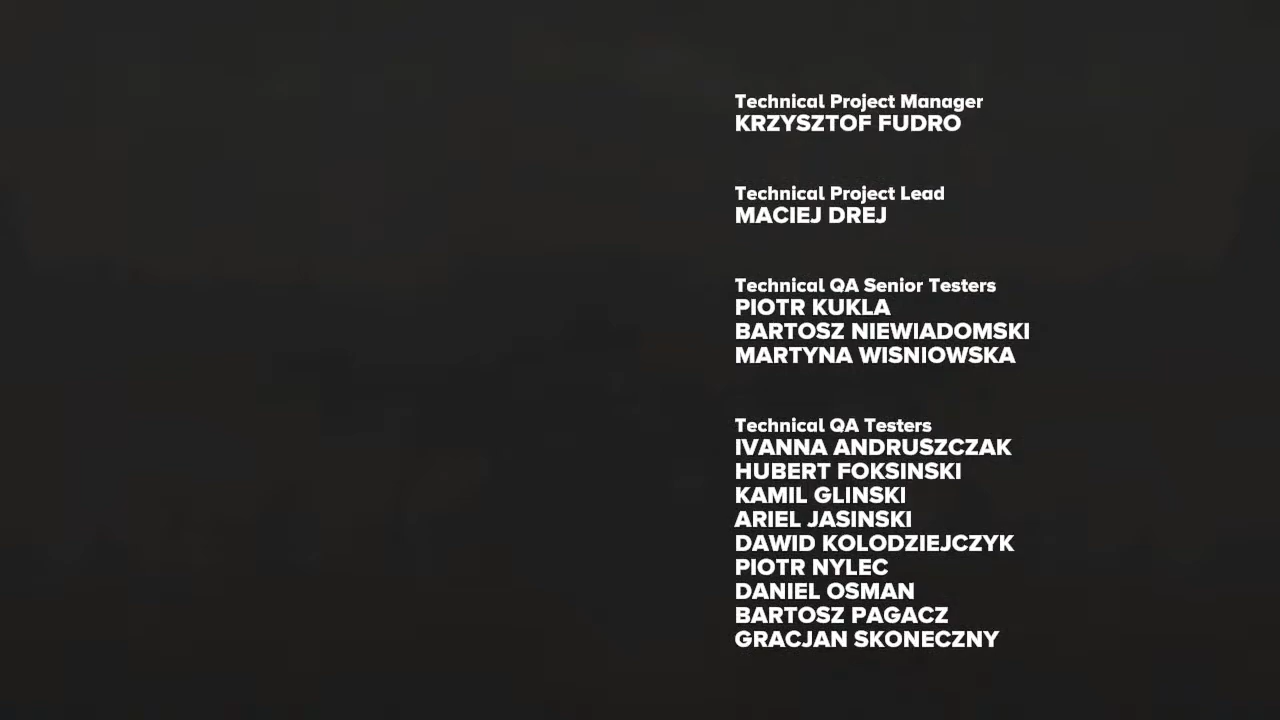 Technical Project Manager
KRZYSZTOF FUDRO
Technical Project Lead
MACIEJ DREJ
Technical QA Senior Testers
PIOTR KUKLA
BARTOSZ NIEWIADOMSKI
MARTYNA WISNIOWSKA
Technical QA Testers
IVANNA ANDRUSZCZAK
HUBERT FOKSINSKI
KAMIL GLINSKI
ARIEL JASINSKI
DAWID KOLODZIEJCZYK
PIOTR NYLEC
DANIEL OSMAN
BARTOSZ PAGACZ
GRACJAN SKONECZNY